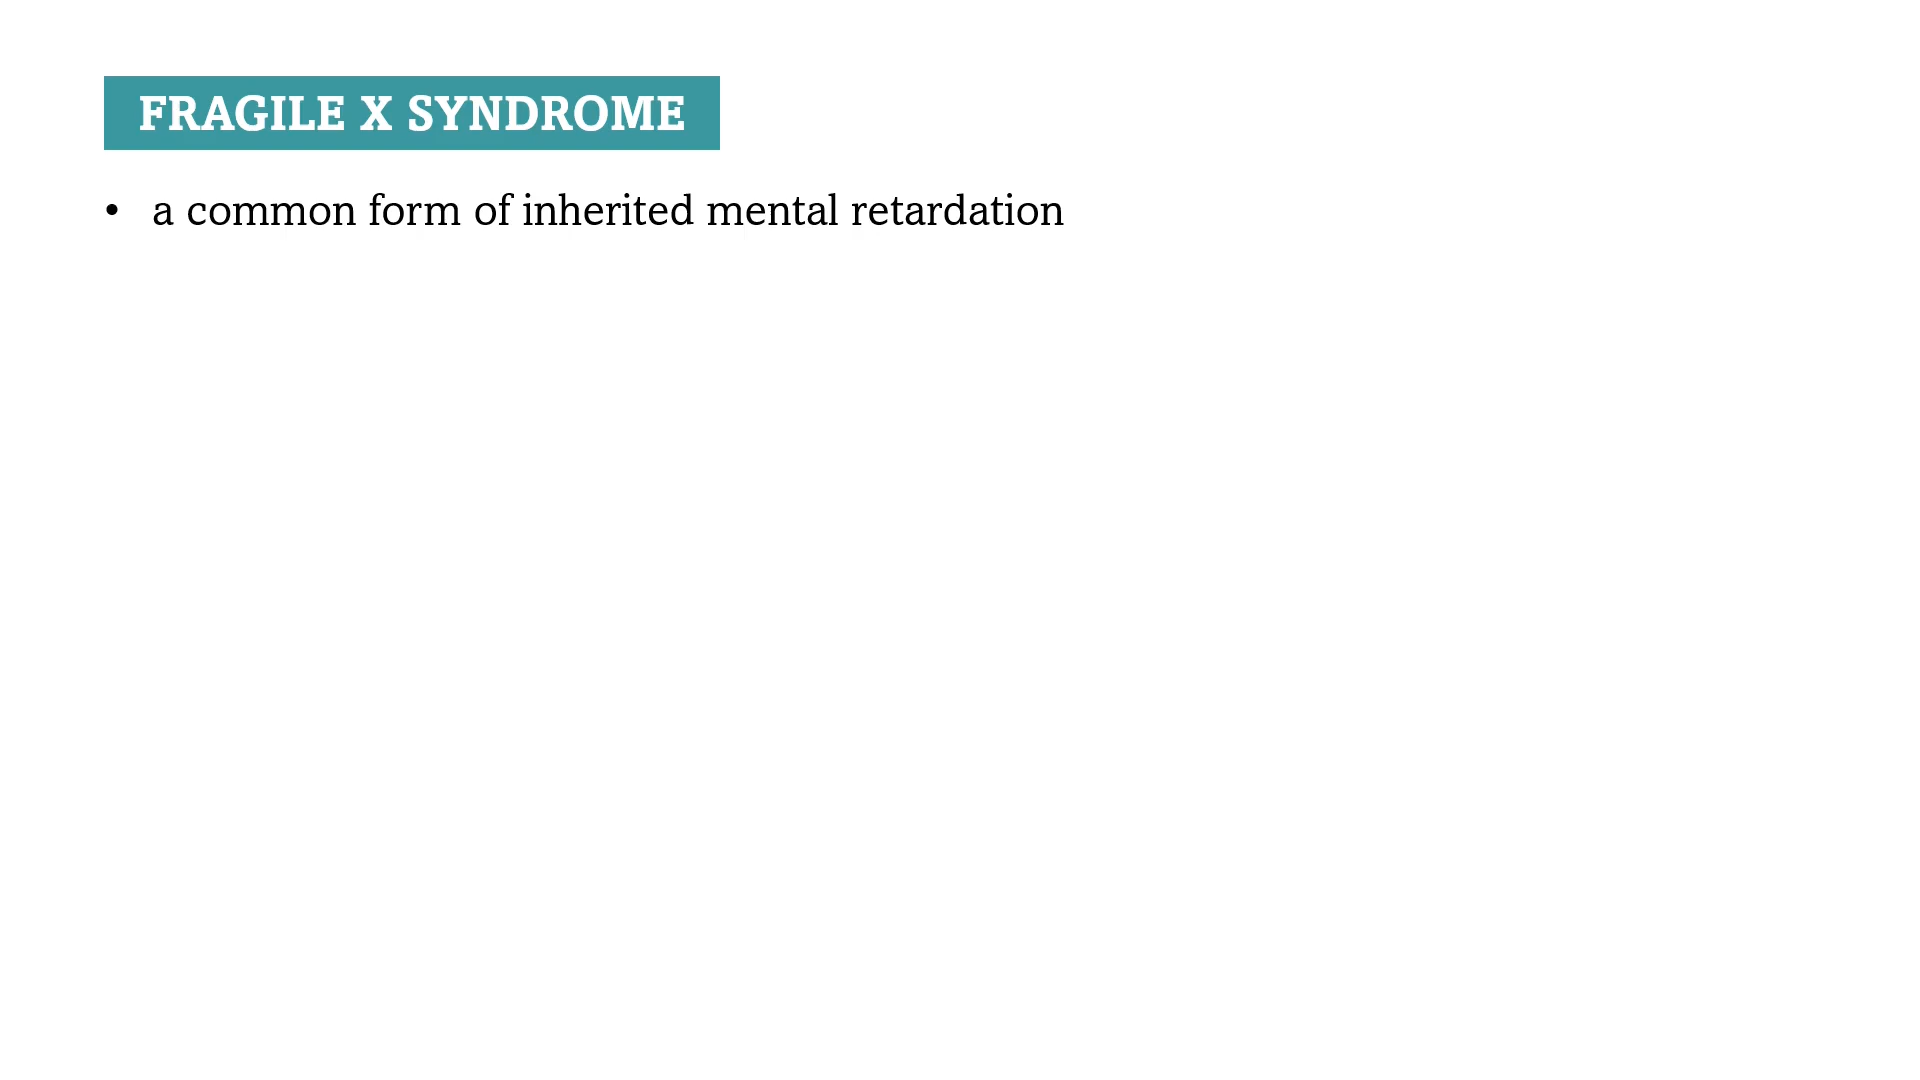 FRAGILE X SYNDROME
• a common form of inherited mental retardation